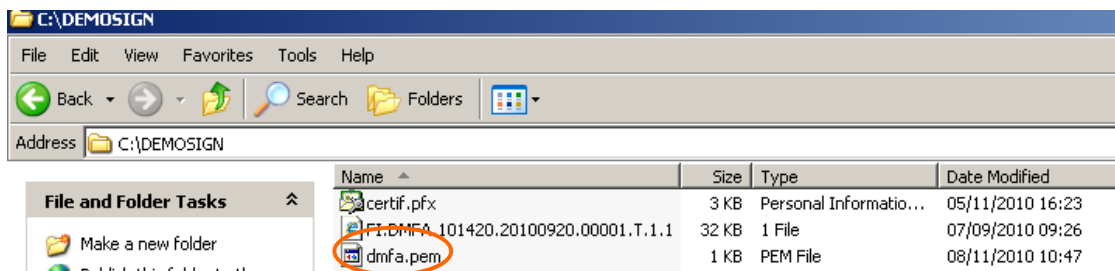 C:\DEMOSIGN
File Edit View Favorites Tools Help
Back Search Folders
Address C:\DEMOSIGN
Name Size Type Date Modified
File and Folder Tasks
certif.pfx 3 KB Personal Informatio... 05/11/2010 16:23
FI.DMFA.101420.20100920.00001.T.1.1 32 KB 1 File 07/09/2010 09:26
Make a new folder
dmfa.pem 1 KB PEM File 08/11/2010 10:47